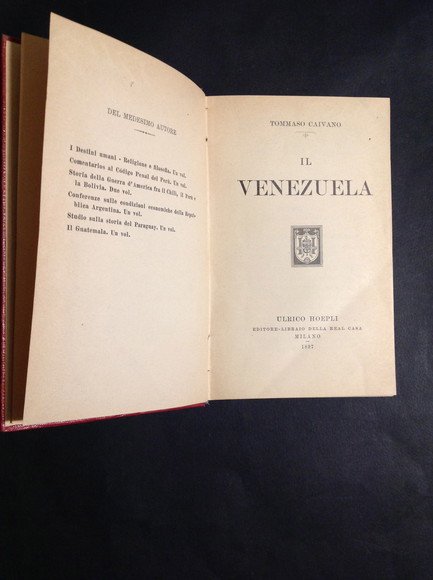 DEL MEDESIMO AUTORE
I Destini umani - Religione e filosofia. Un vol.
Comentarios al Código Penal del Perú. Un vol.
Storia della Guerra d'America fra il Chilì, il Perù e
la Bolivia. Due vol.
Conferenze sulle condizioni economiche della Repub-
blica Argentina. Un vol.
Studio sulla storia del Paraguay. Un vol.
Il Guatemala. Un vol.
TOMMASO CAIVANO
IL
VENEZUELA
ULRICO HOEPLI
EDITORE-LIBRAIO DELLA REAL CASA
MILANO
1897